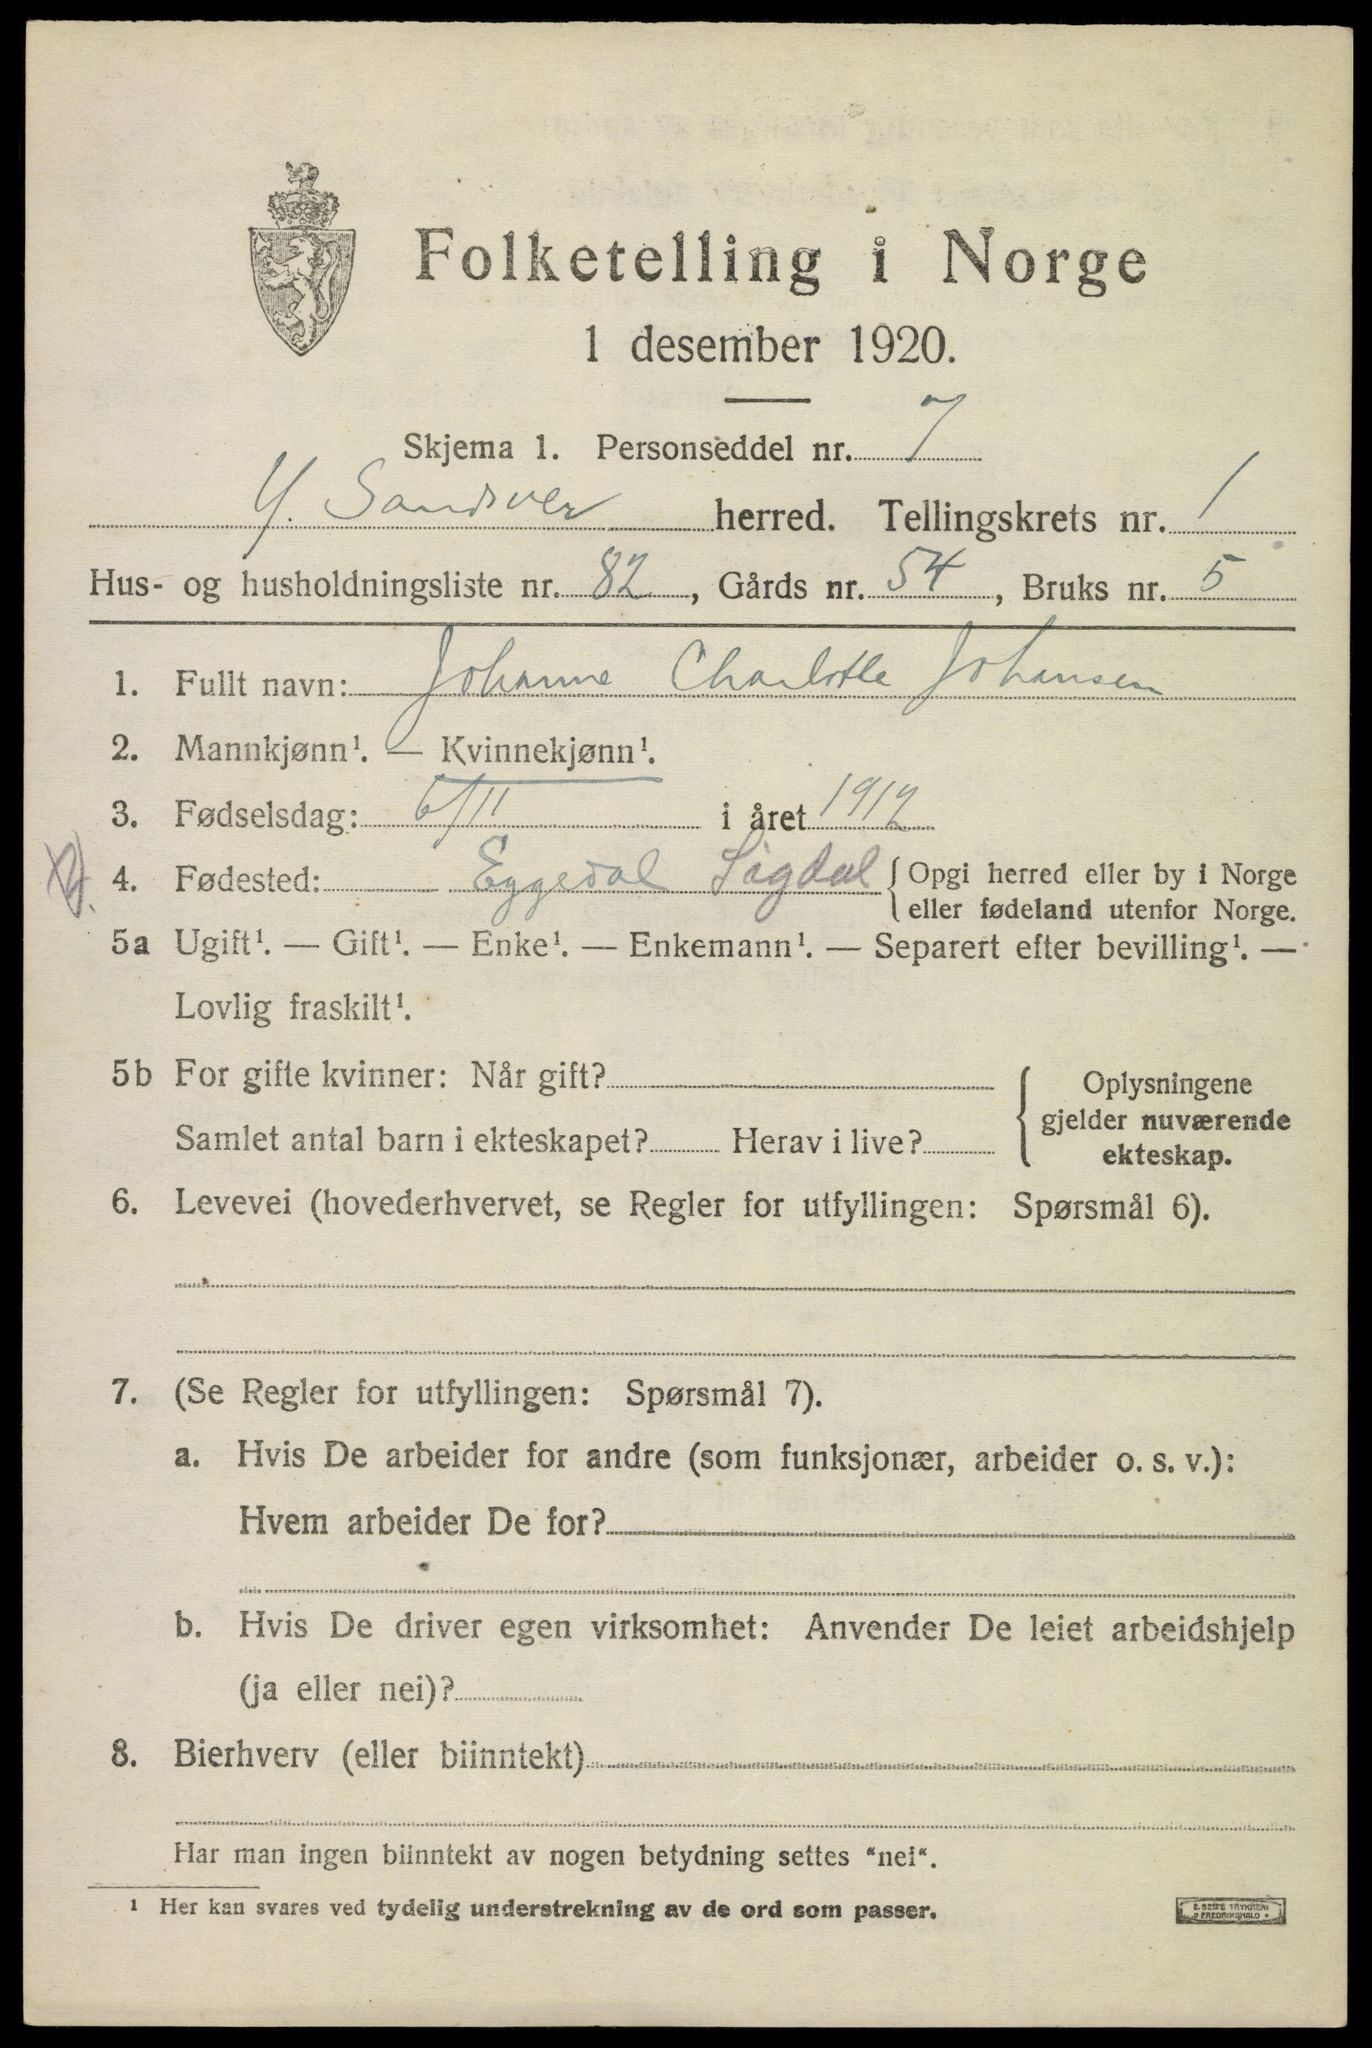 Folketelling i Norge
1 desember 1920.
Skjema 1. Personseddel nr. 7
Y. Sandsver herred. Tellingskrets nr. 1
Hus- og husholdningsliste nr. 82, Gårds nr. 54, Bruks nr. 5
1. Fullt navn: Johanne Charlotte Johansen
2. Mannkjønn¹. — Kvinnekjønn¹.
3. Fødselsdag: 6/11 i året 1912
4. Fødested: Eggedal Sigdal { Opgi herred eller by i Norge
eller fødeland utenfor Norge.
5a Ugift¹. — Gift¹. — Enke¹. — Enkemann¹. — Separert efter bevilling¹. —
Lovlig fraskilt¹.
5b For gifte kvinner: Når gift?
Samlet antal barn i ekteskapet? Herav i live?
{ Oplysningene
gjelder nuværende
ekteskap.
6. Levevei (hovederhvervet, se Regler for utfyllingen: Spørsmål 6).
7. (Se Regler for utfyllingen: Spørsmål 7).
a. Hvis De arbeider for andre (som funksjonær, arbeider o. s. v.):
Hvem arbeider De for?
b. Hvis De driver egen virksomhet: Anvender De leiet arbeidshjelp
(ja eller nei)?
8. Bierhverv (eller biinntekt)
Har man ingen biinntekt av nogen betydning settes "nei".
¹ Her kan svares ved tydelig understrekning av de ord som passer.
E. SEM'S TRYKKERI
FREDRIKSHALD